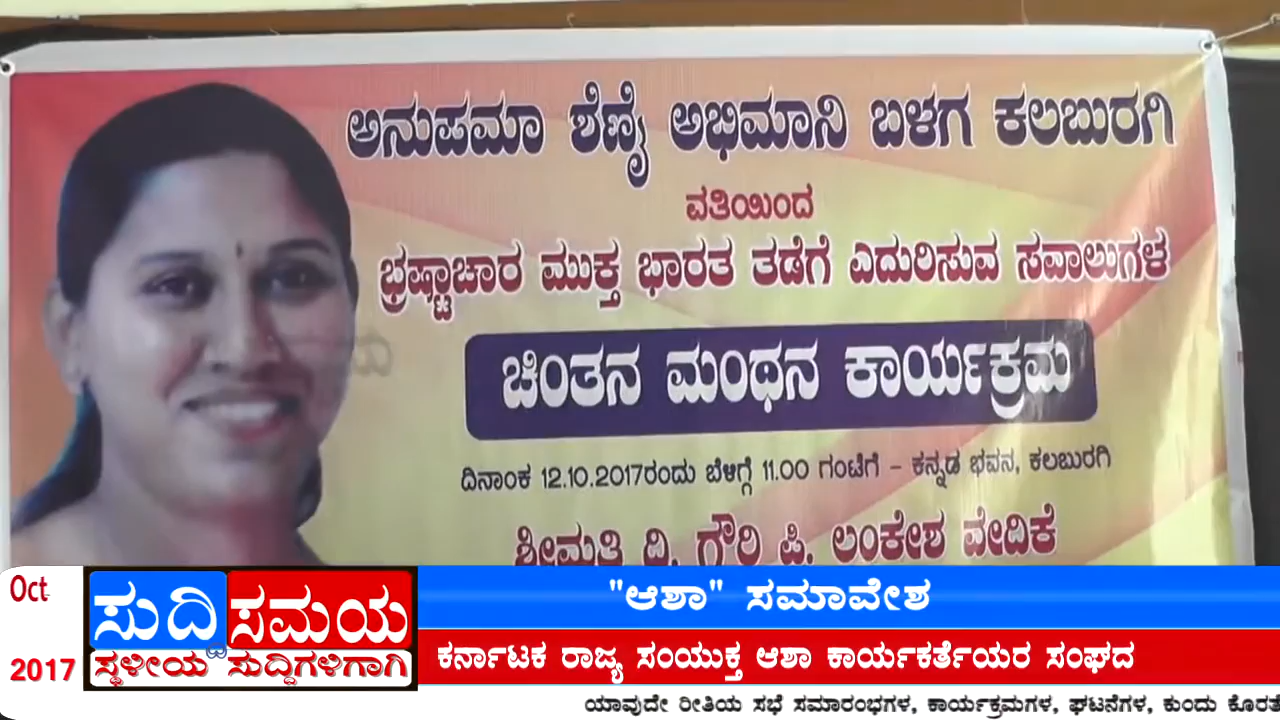 ಅನುಪಮಾ ಶೆಣೈ ಅಭಿಮಾನಿ ಬಳಗ ಕಲಬುರಗಿ
ವತಿಯಿಂದ
ಭ್ರಷ್ಟಾಚಾರ ಮುಕ್ತ ಭಾರತ ತಡೆಗೆ ಎದುರಿಸುವ ಸವಾಲುಗಳ
ಚಿಂತನ ಮಂಥನ ಕಾರ್ಯಕ್ರಮ
ದಿನಾಂಕ 12.10.2017ರಂದು ಬೆಳಿಗ್ಗೆ 11.00 ಗಂಟೆಗೆ - ಕನ್ನಡ ಭವನ, ಕಲಬುರಗಿ
ಶ್ರೀಮತಿ ದಿ. ಗೌರಿ ಪಿ. ಲಂಕೇಶ ವೇದಿಕೆ
Oct
2017
ಸುದ್ದಿ ಸಮಯ
ಸ್ಥಳೀಯ ಸುದ್ದಿಗಳಿಗಾಗಿ
"ಆಶಾ" ಸಮಾವೇಶ
ಕರ್ನಾಟಕ ರಾಜ್ಯ ಸಂಯುಕ್ತ ಆಶಾ ಕಾರ್ಯಕರ್ತೆಯರ ಸಂಘದ
ಯಾವುದೇ ರೀತಿಯ ಸಭೆ ಸಮಾರಂಭಗಳ, ಕಾರ್ಯಕ್ರಮಗಳ, ಘಟನೆಗಳ, ಕುಂದು ಕೊರತ